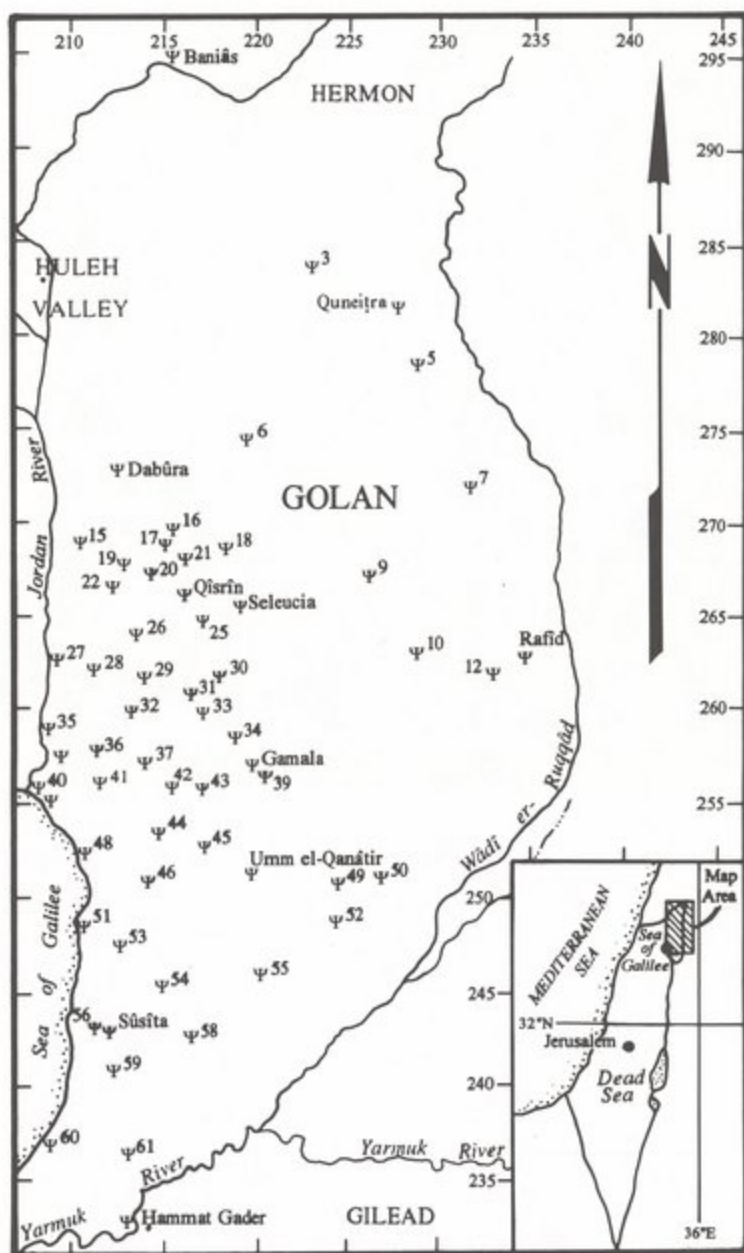 210 215 220 225 230 235 242 245
Ψ Baniâs
295
HERMON
290
HULEH
VALLEY
Ψ 3
285
N
Quneiṭra Ψ
280
Ψ 5
Ψ 6
275
Ψ Dabûra
GOLAN
Ψ 7
Jordan River
270
Ψ 15
Ψ 16
17 Ψ
Ψ 18
19 Ψ
Ψ 20
Ψ 21
Ψ 9
22 Ψ
Ψ Qîsrîn
Ψ Seleucia
265
Ψ 25
Ψ 26
Ψ 10
Rafîd
Ψ
12 Ψ
Ψ 27
Ψ 28
Ψ 29
Ψ 30
Ψ 31
Ψ 32
Ψ 33
260
Ψ 35
Ψ 34
Ψ 36
Ψ
Ψ 37
Ψ Gamala
Ψ 39
Ψ 40
Ψ
Ψ 41
Ψ 42
Ψ 43
255
Wâdî er-Ruqqâd
Ψ 44
Ψ 45
Ψ 48
Umm el-Qanâtir
Ψ
Ψ 46
Ψ 49
Ψ 50
250
Sea of Galilee
Ψ 51
Ψ 52
Ψ 53
Ψ 54
Ψ 55
245
56 Ψ
Ψ Sûsîta
Ψ 58
Ψ 59
240
Ψ 60
Ψ 61
Yarmuk River
235
River
Ψ Hammat Gader
Yarmuk
GILEAD
Map
Area
MEDITERRANEAN
SEA
Sea
of
Galilee
32°N
Jerusalem
Dead
Sea
36°E